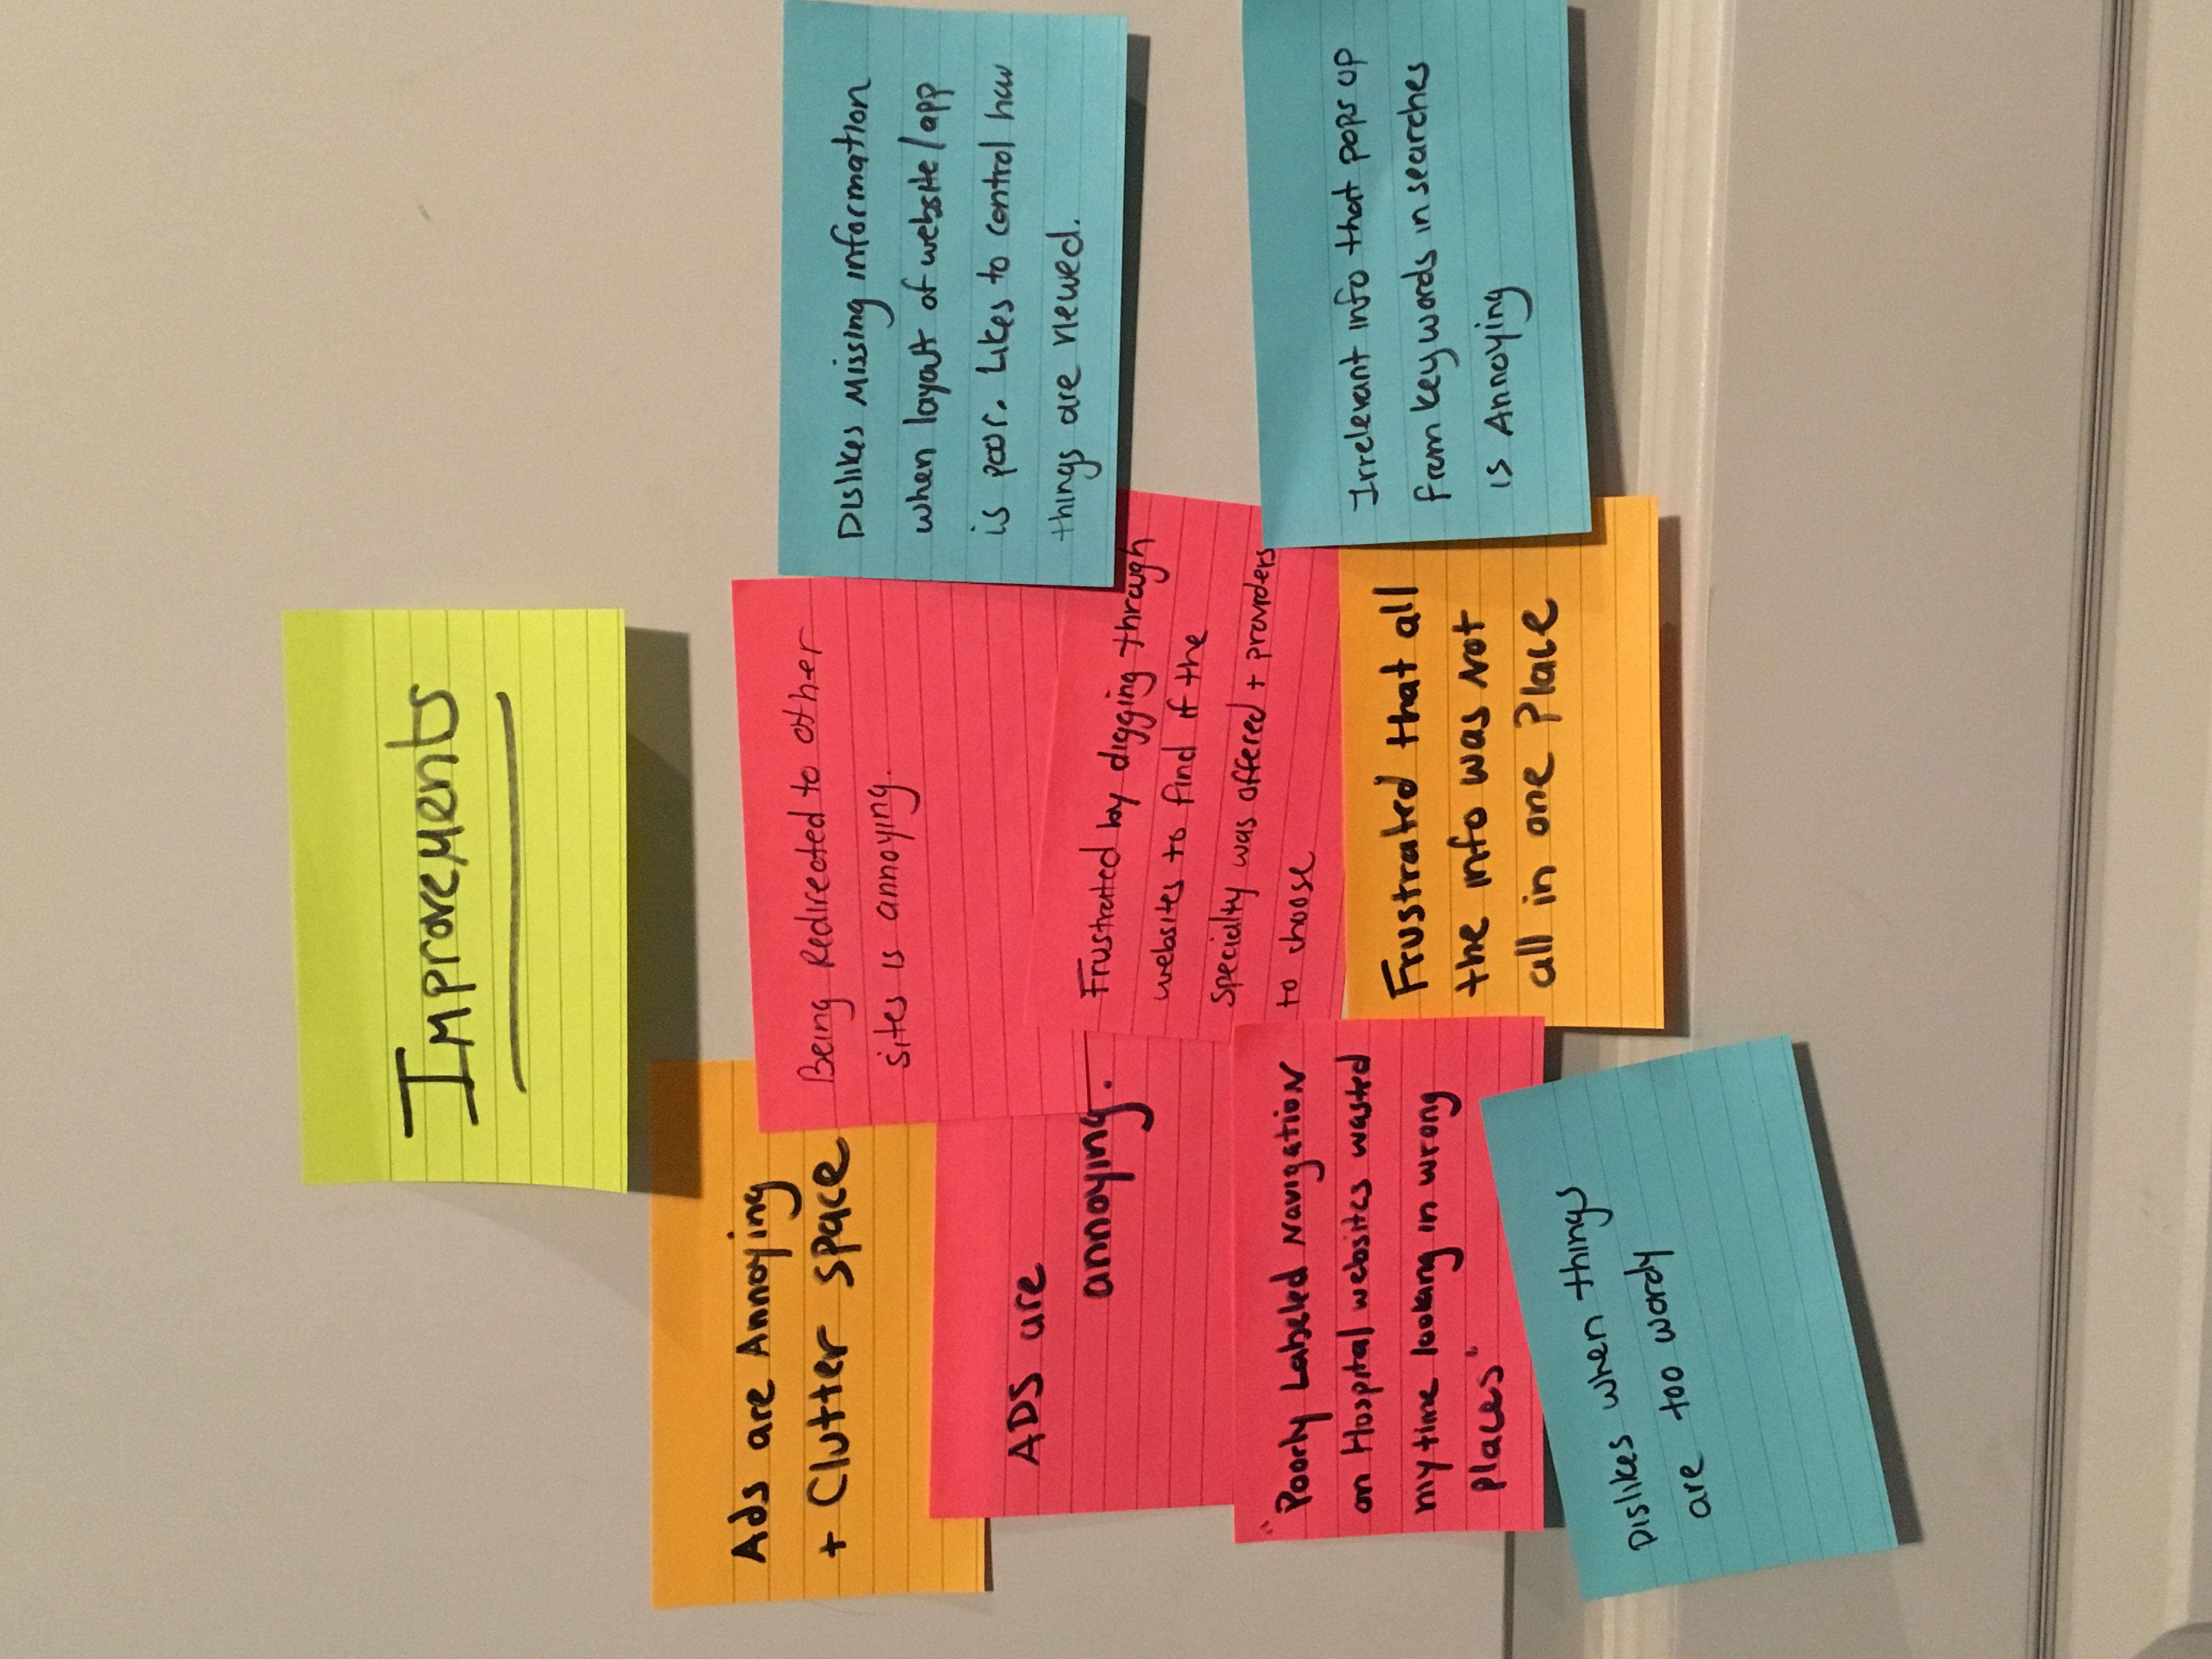 Improvements
Ads are Annoying
+ Clutter space
Being Redirected to other
sites is annoying.
Dislikes Missing information
when layout of website/app
is poor. Likes to control how
things are viewed.
ADS are
annoying.
Frustrated by digging through
websites to find if the
specialty was offered + providers
to choose
"Poorly Labeled Navigation
on Hospital websites wasted
my time looking in wrong
places"
Frustrated that all
the info was Not
all in one Place
Irrelevant info that pops up
from key words in searches
is Annoying
Dislikes when things
are too wordy